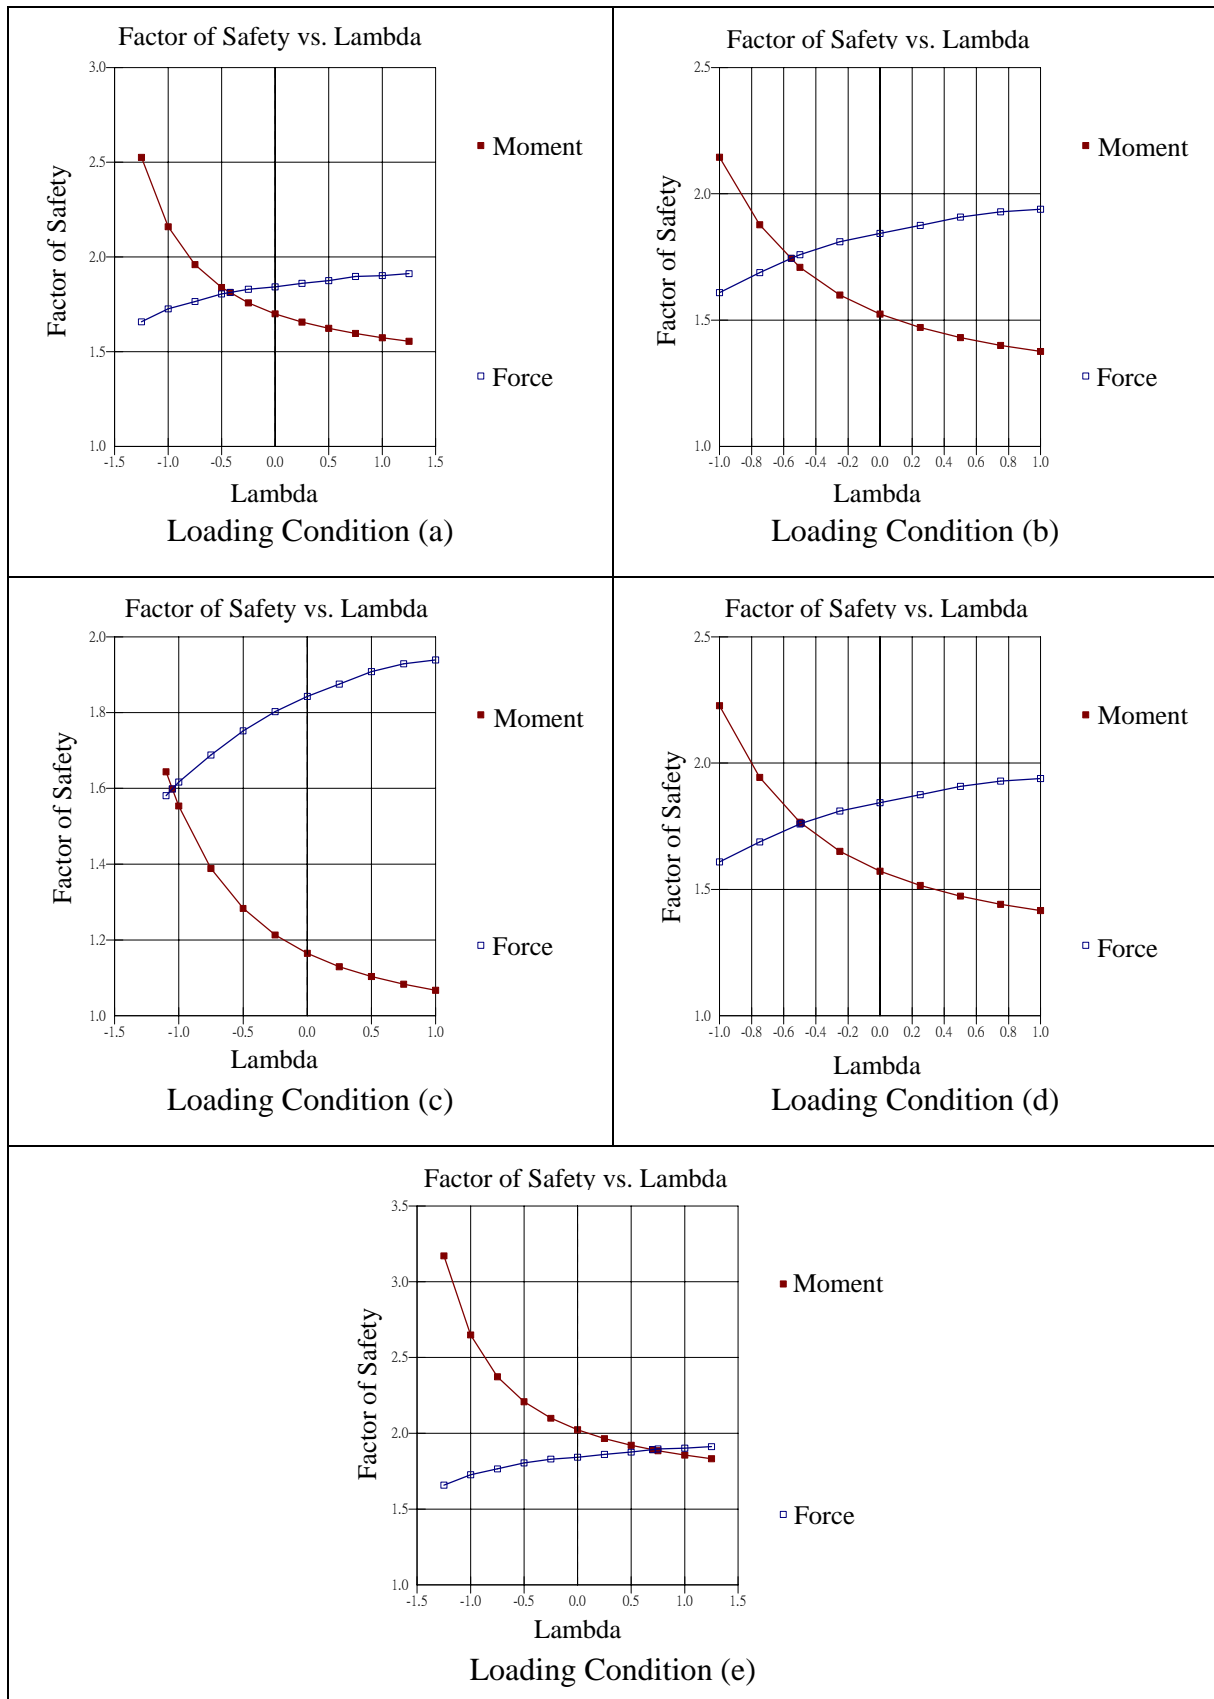 Factor of Safety vs. Lambda
3.0
2.5
2.0
1.5
1.0
-1.5 -1.0 -0.5 0.0 0.5 1.0 1.5
Factor of Safety
Lambda
Moment
Force
Loading Condition (a)
Factor of Safety vs. Lambda
2.5
2.0
1.5
1.0
-1.0 -0.8 -0.6 -0.4 -0.2 0.0 0.2 0.4 0.6 0.8 1.0
Factor of Safety
Lambda
Moment
Force
Loading Condition (b)
Factor of Safety vs. Lambda
2.0
1.8
1.6
1.4
1.2
1.0
-1.5 -1.0 -0.5 0.0 0.5 1.0
Factor of Safety
Lambda
Moment
Force
Loading Condition (c)
Factor of Safety vs. Lambda
2.5
2.0
1.5
1.0
-1.0 -0.8 -0.6 -0.4 -0.2 0.0 0.2 0.4 0.6 0.8 1.0
Factor of Safety
Lambda
Moment
Force
Loading Condition (d)
Factor of Safety vs. Lambda
3.5
3.0
2.5
2.0
1.5
1.0
-1.5 -1.0 -0.5 0.0 0.5 1.0 1.5
Factor of Safety
Lambda
Moment
Force
Loading Condition (e)